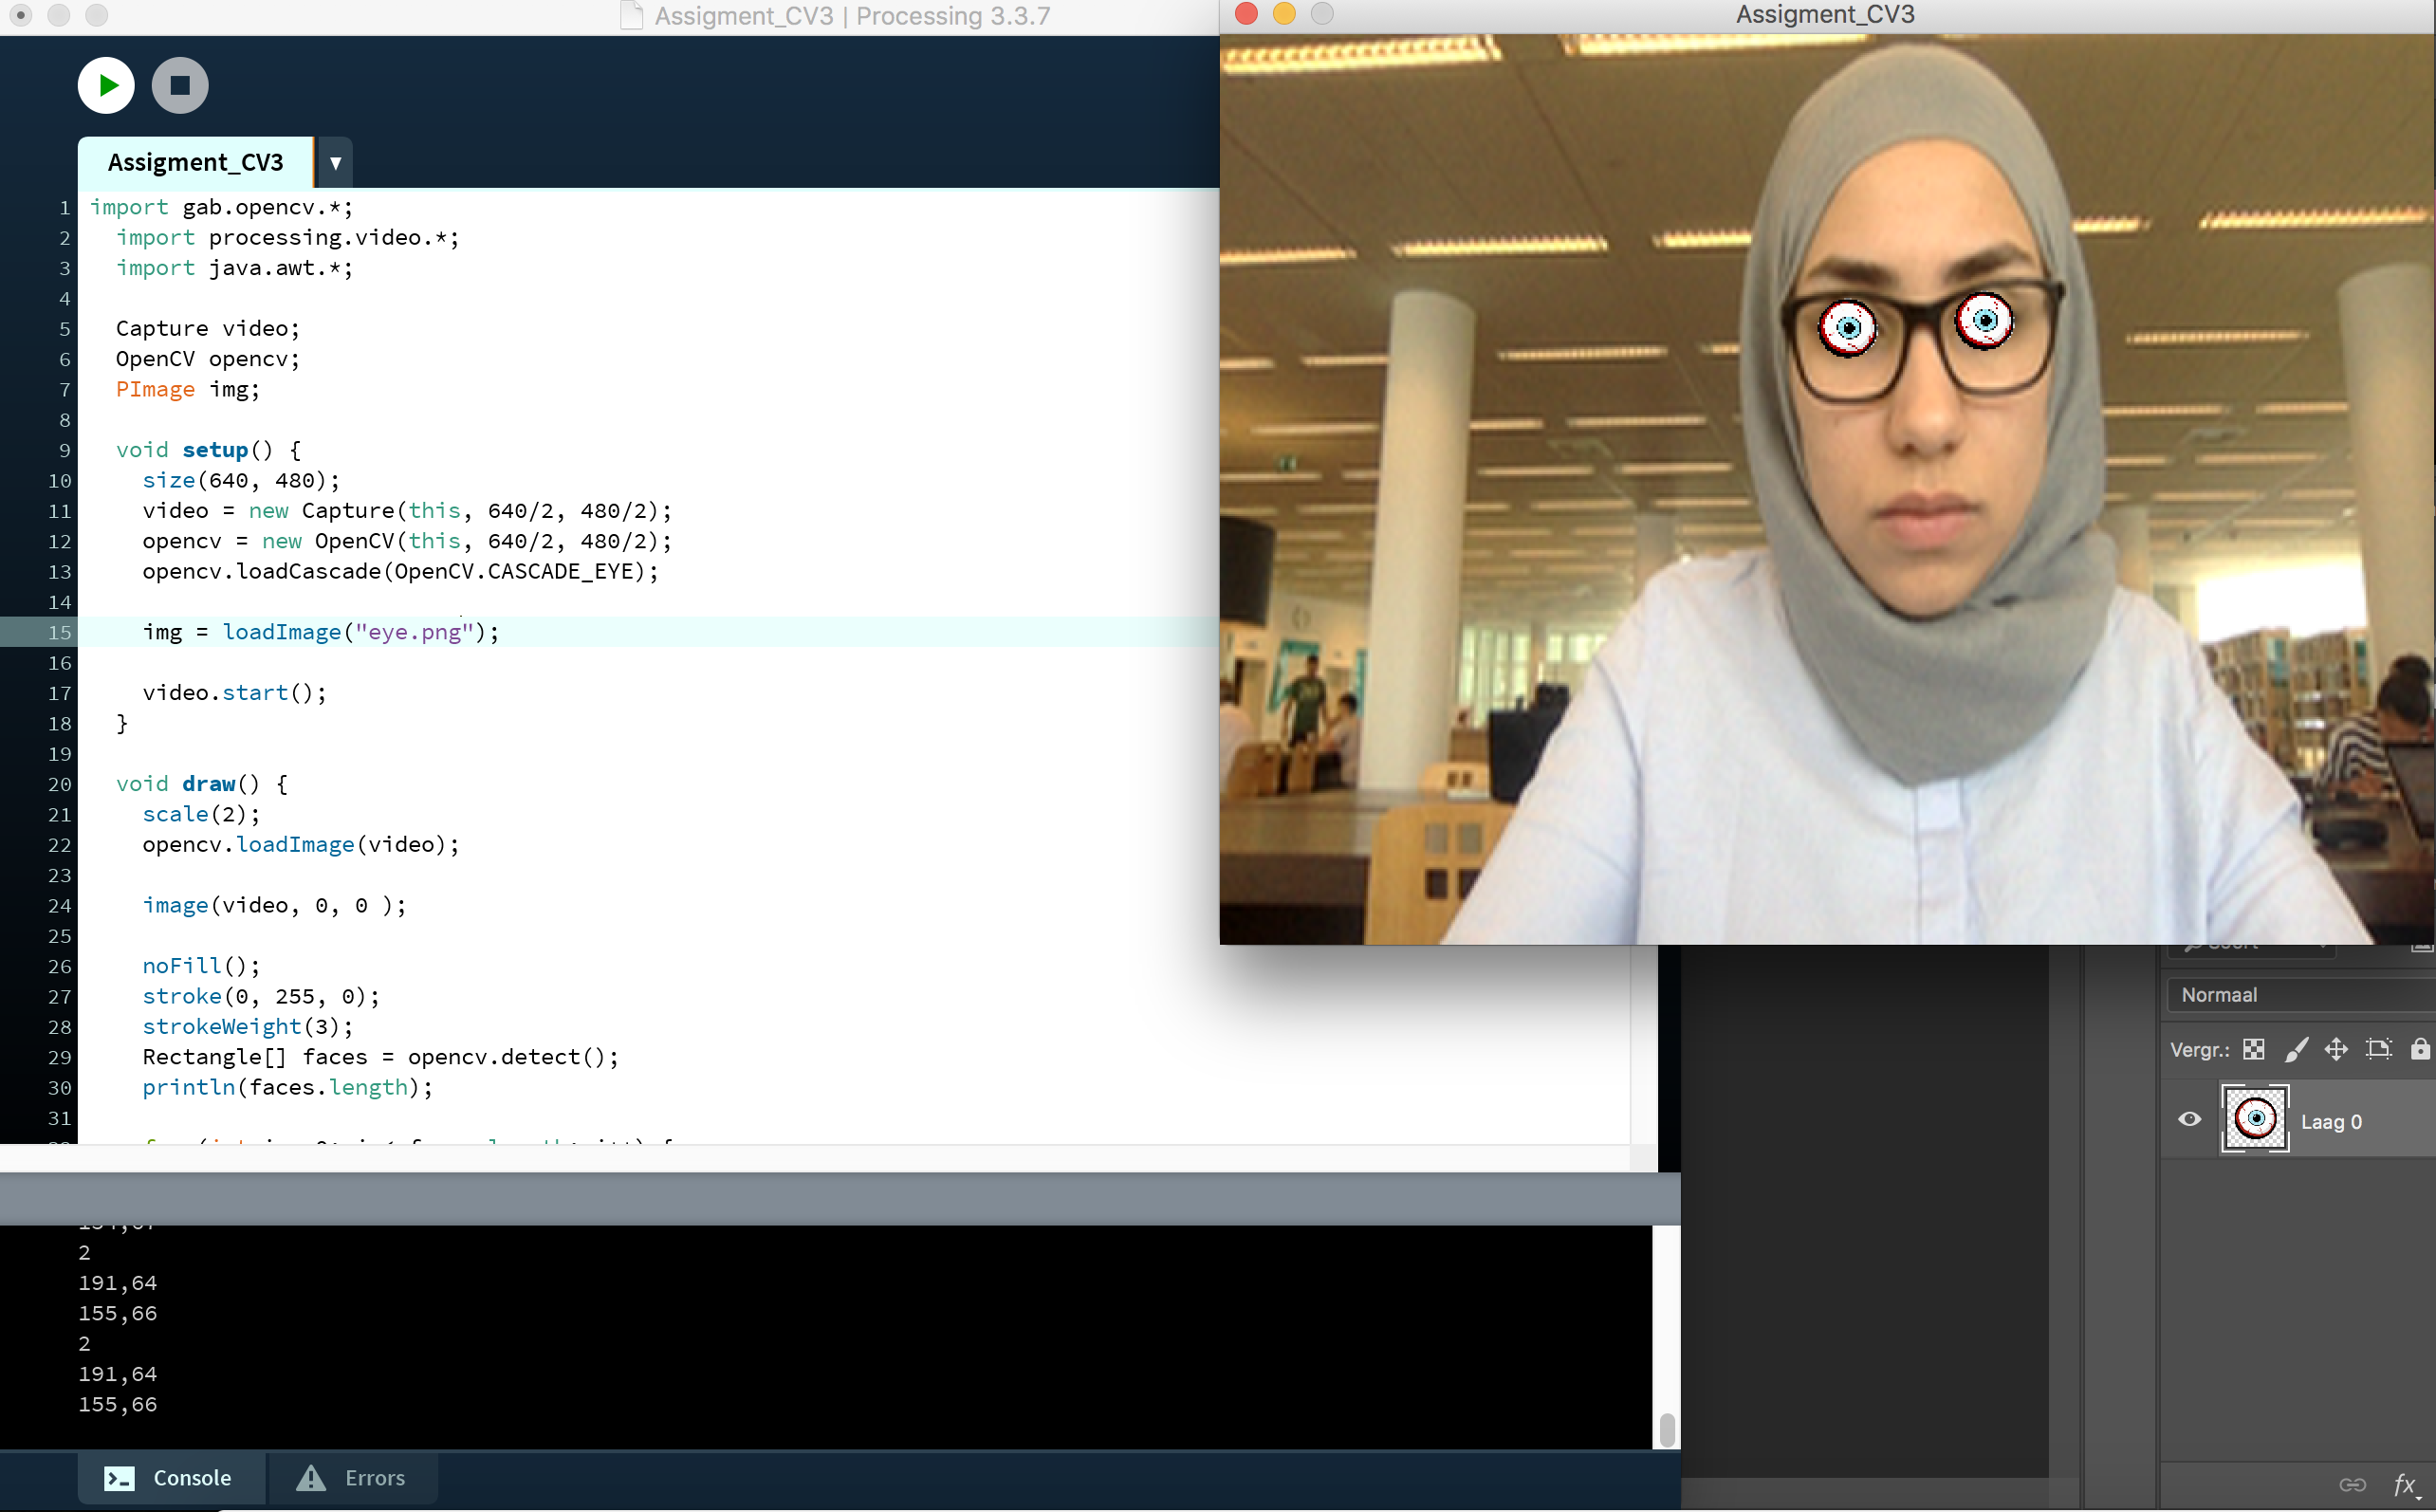 Assigment_CV3 | Processing 3.3.7
Assigment_CV3
Assigment_CV3
1 import gab.opencv.*;
2 import processing.video.*;
3 import java.awt.*;
4
5 Capture video;
6 OpenCV opencv;
7 PImage img;
8
9 void setup() {
10 size(640, 480);
11 video = new Capture(this, 640/2, 480/2);
12 opencv = new OpenCV(this, 640/2, 480/2);
13 opencv.loadCascade(OpenCV.CASCADE_EYE);
14
15 img = loadImage("eye.png");
16
17 video.start();
18 }
19
20 void draw() {
21 scale(2);
22 opencv.loadImage(video);
23
24 image(video, 0, 0 );
25
26 noFill();
27 stroke(0, 255, 0);
28 strokeWeight(3);
29 Rectangle[] faces = opencv.detect();
30 println(faces.length);
31
2
191,64
155,66
2
191,64
155,66
Console
Errors
Normaal
Vergr.:
Laag 0
fx